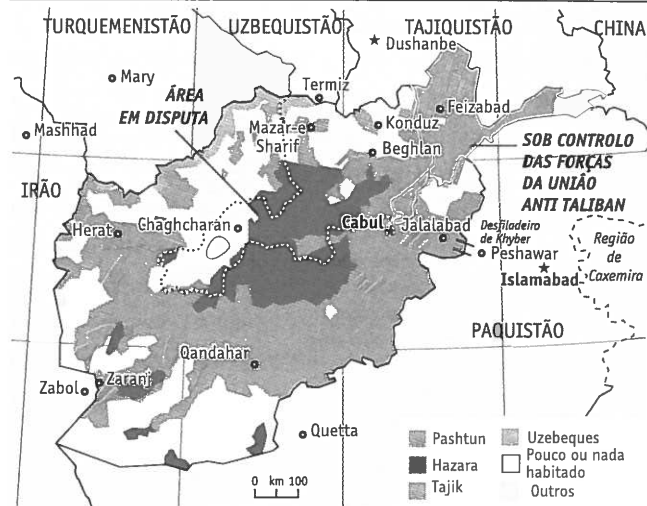 TURQUEMENISTÃO
UZBEQUISTÃO
TAJIQUISTÃO
CHINA
Dushanbe
Mary
Termiz
ÁREA
EM DISPUTA
Feizabad
Mashhad
Mazar-e
Sharif
Konduz
Beghlan
SOB CONTROLO
DAS FORÇAS
DA UNIÃO
ANTI TALIBAN
IRÃO
Herat
Chaghcharan
Cabul
Jalalabad
Desfiladeiro
de Khyber
Peshawar
Islamabad
Região
de
Caxemira
PAQUISTÃO
Qandahar
Zabol
Zaranj
Quetta
0 km 100
Pashtun
Hazara
Tajik
Uzebeques
Pouco ou nada
habitado
Outros